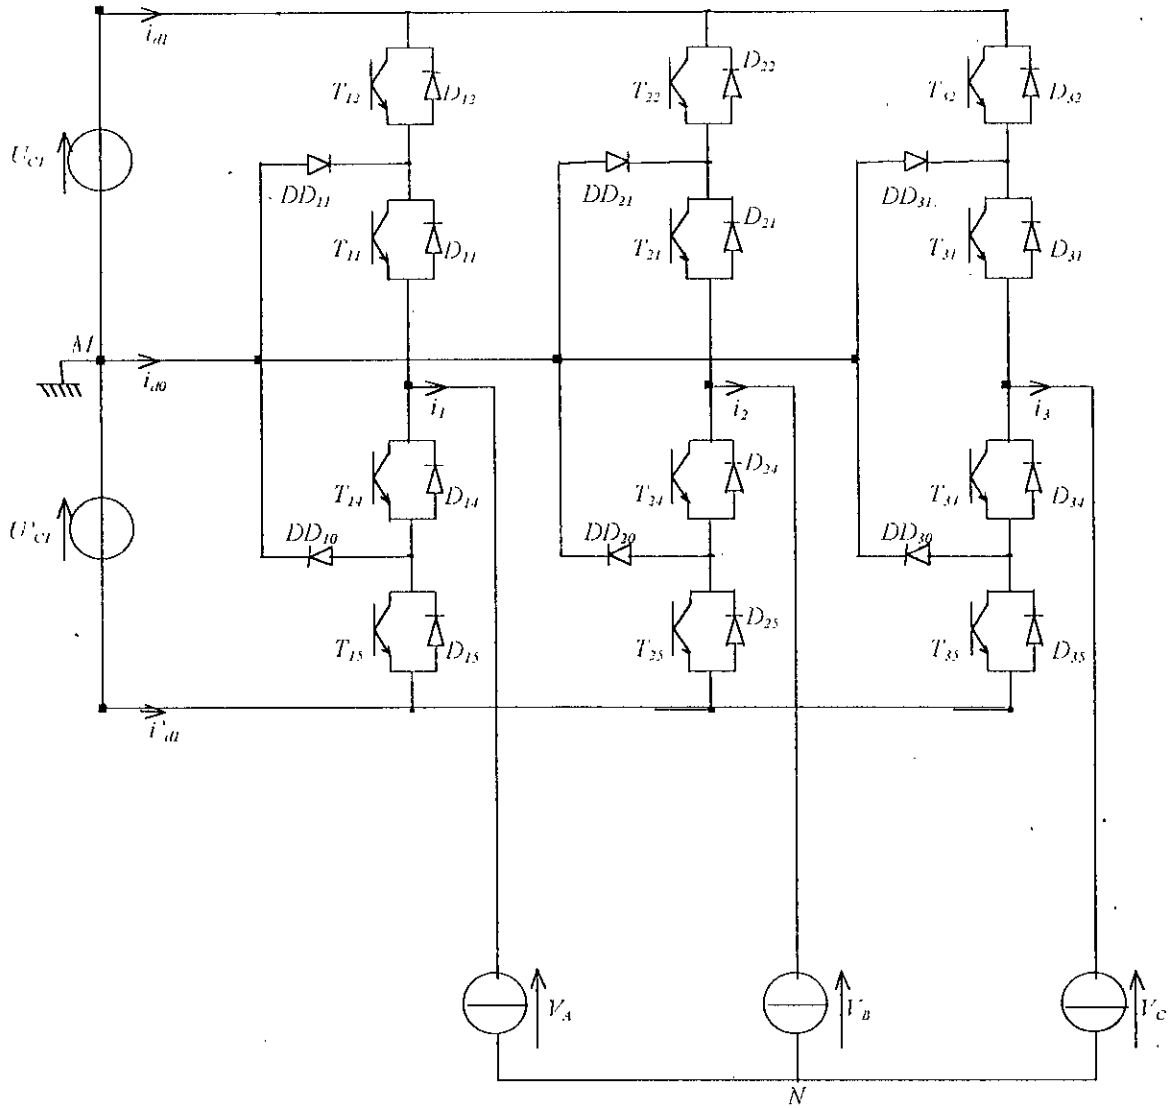 i_d1
D_22
T_12
D_12
T_22
T_32
D_32
U_C1
DD_11
DD_21
DD_31
D_21
T_11
D_11
T_21
T_31
D_31
M
i_d0
i_1
i_2
i_3
D_24
T_14
D_14
T_24
T_34
D_34
U'_C1
DD_10
DD_20
DD_30
D_25
T_15
D_15
T_25
T_35
D_35
i'_d1
V_A
V_B
V_C
N